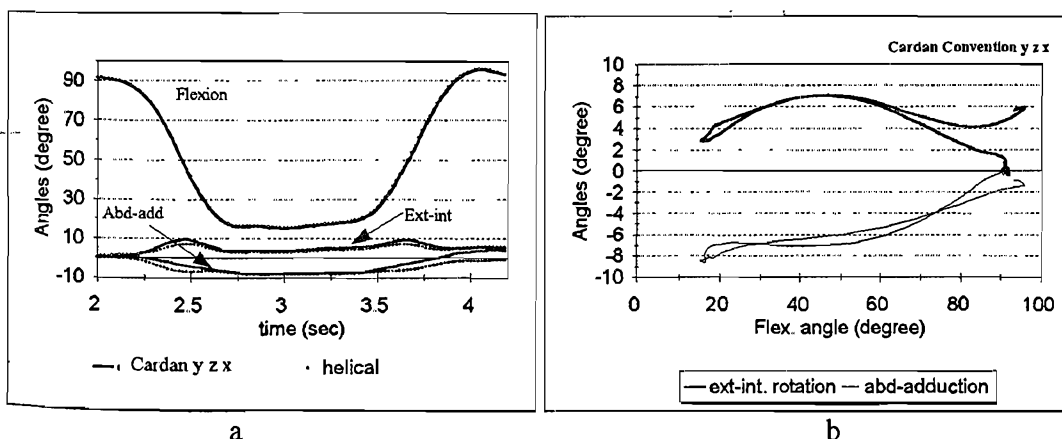 Flexion
Abd-add
Ext-int
Angles (degree)
90
70
50
30
10
-10
2
2.5
3
3.5
4
time (sec)
Cardan y z x
helical
a
Cardan Convention y z x
Angles (degree)
10
8
6
4
2
0
-2
-4
-6
-8
-10
0
20
40
60
80
100
Flex. angle (degree)
ext-int. rotation
abd-adduction
b